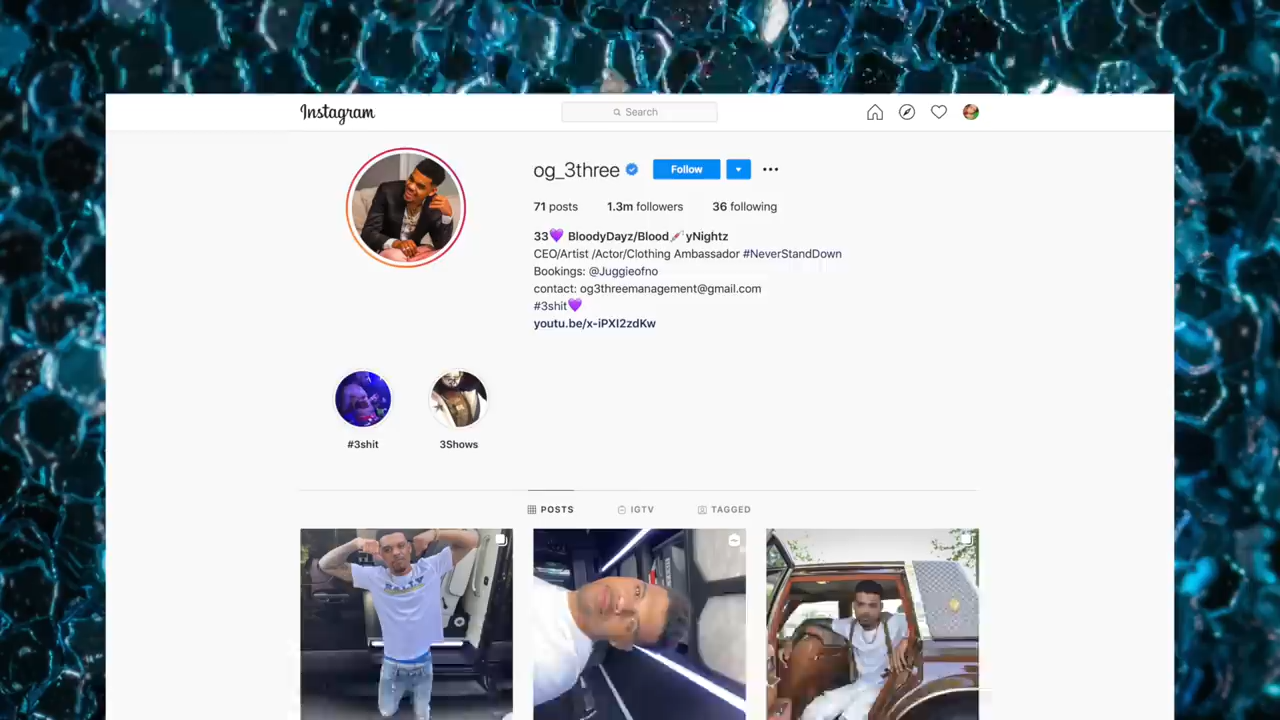 Instagram
Search
og_3three
Follow
71 posts 1.3m followers 36 following
33💜 BloodyDayz/Blood💉yNightz
CEO/Artist /Actor/Clothing Ambassador #NeverStandDown
Bookings: @Juggieofno
contact: og3threemanagement@gmail.com
#3shit💜
youtu.be/x-iPXI2zdKw
#3shit 3Shows
POSTS IGTV TAGGED